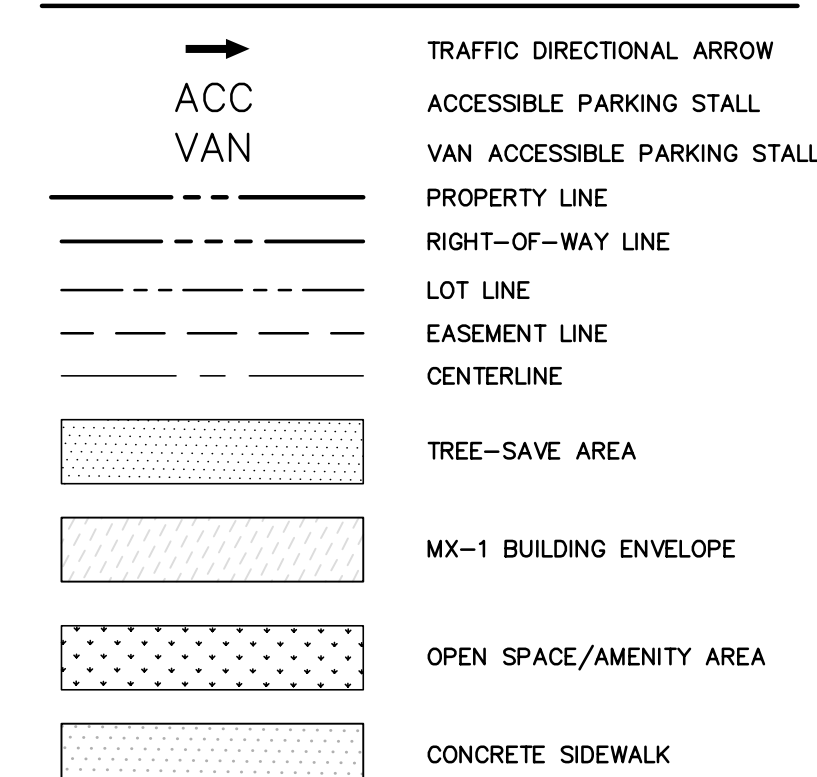 TRAFFIC DIRECTIONAL ARROW
ACC ACCESSIBLE PARKING STALL
VAN VAN ACCESSIBLE PARKING STALL
PROPERTY LINE
RIGHT-OF-WAY LINE
LOT LINE
EASEMENT LINE
CENTERLINE
TREE-SAVE AREA
MX-1 BUILDING ENVELOPE
OPEN SPACE/AMENITY AREA
CONCRETE SIDEWALK